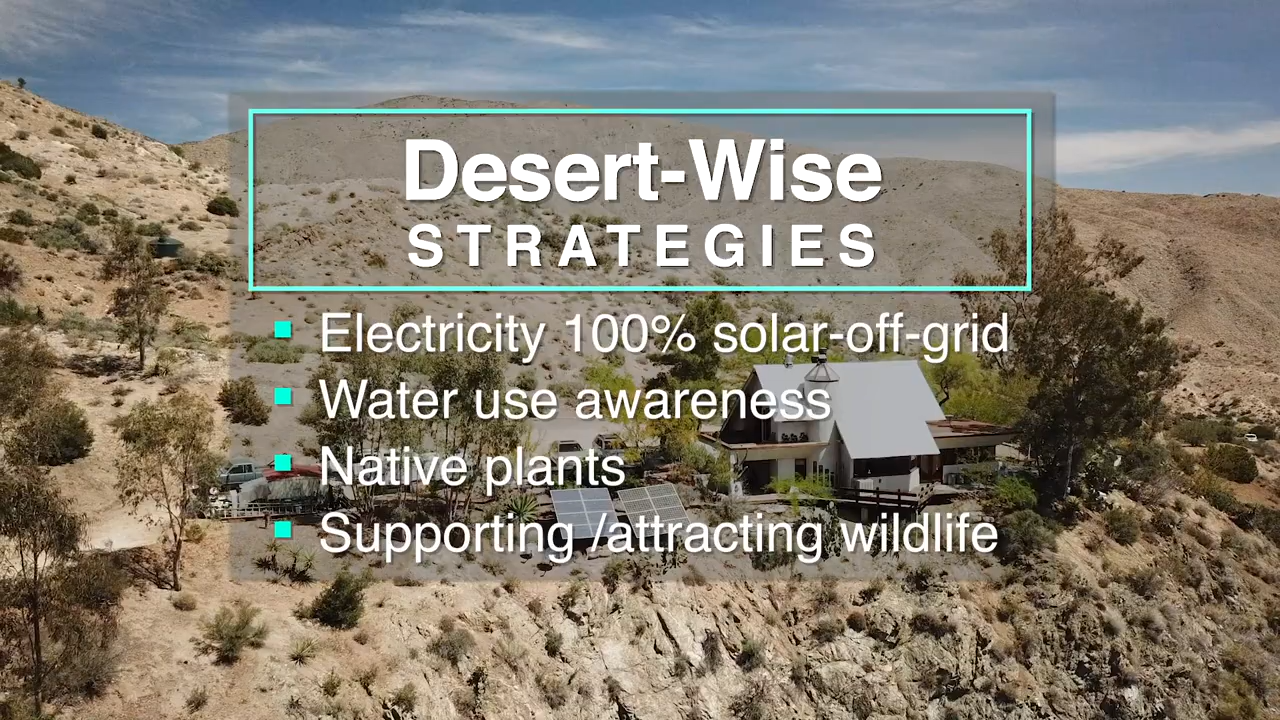 Desert-Wise
STRATEGIES
Electricity 100% solar-off-grid
Water use awareness
Native plants
Supporting /attracting wildlife